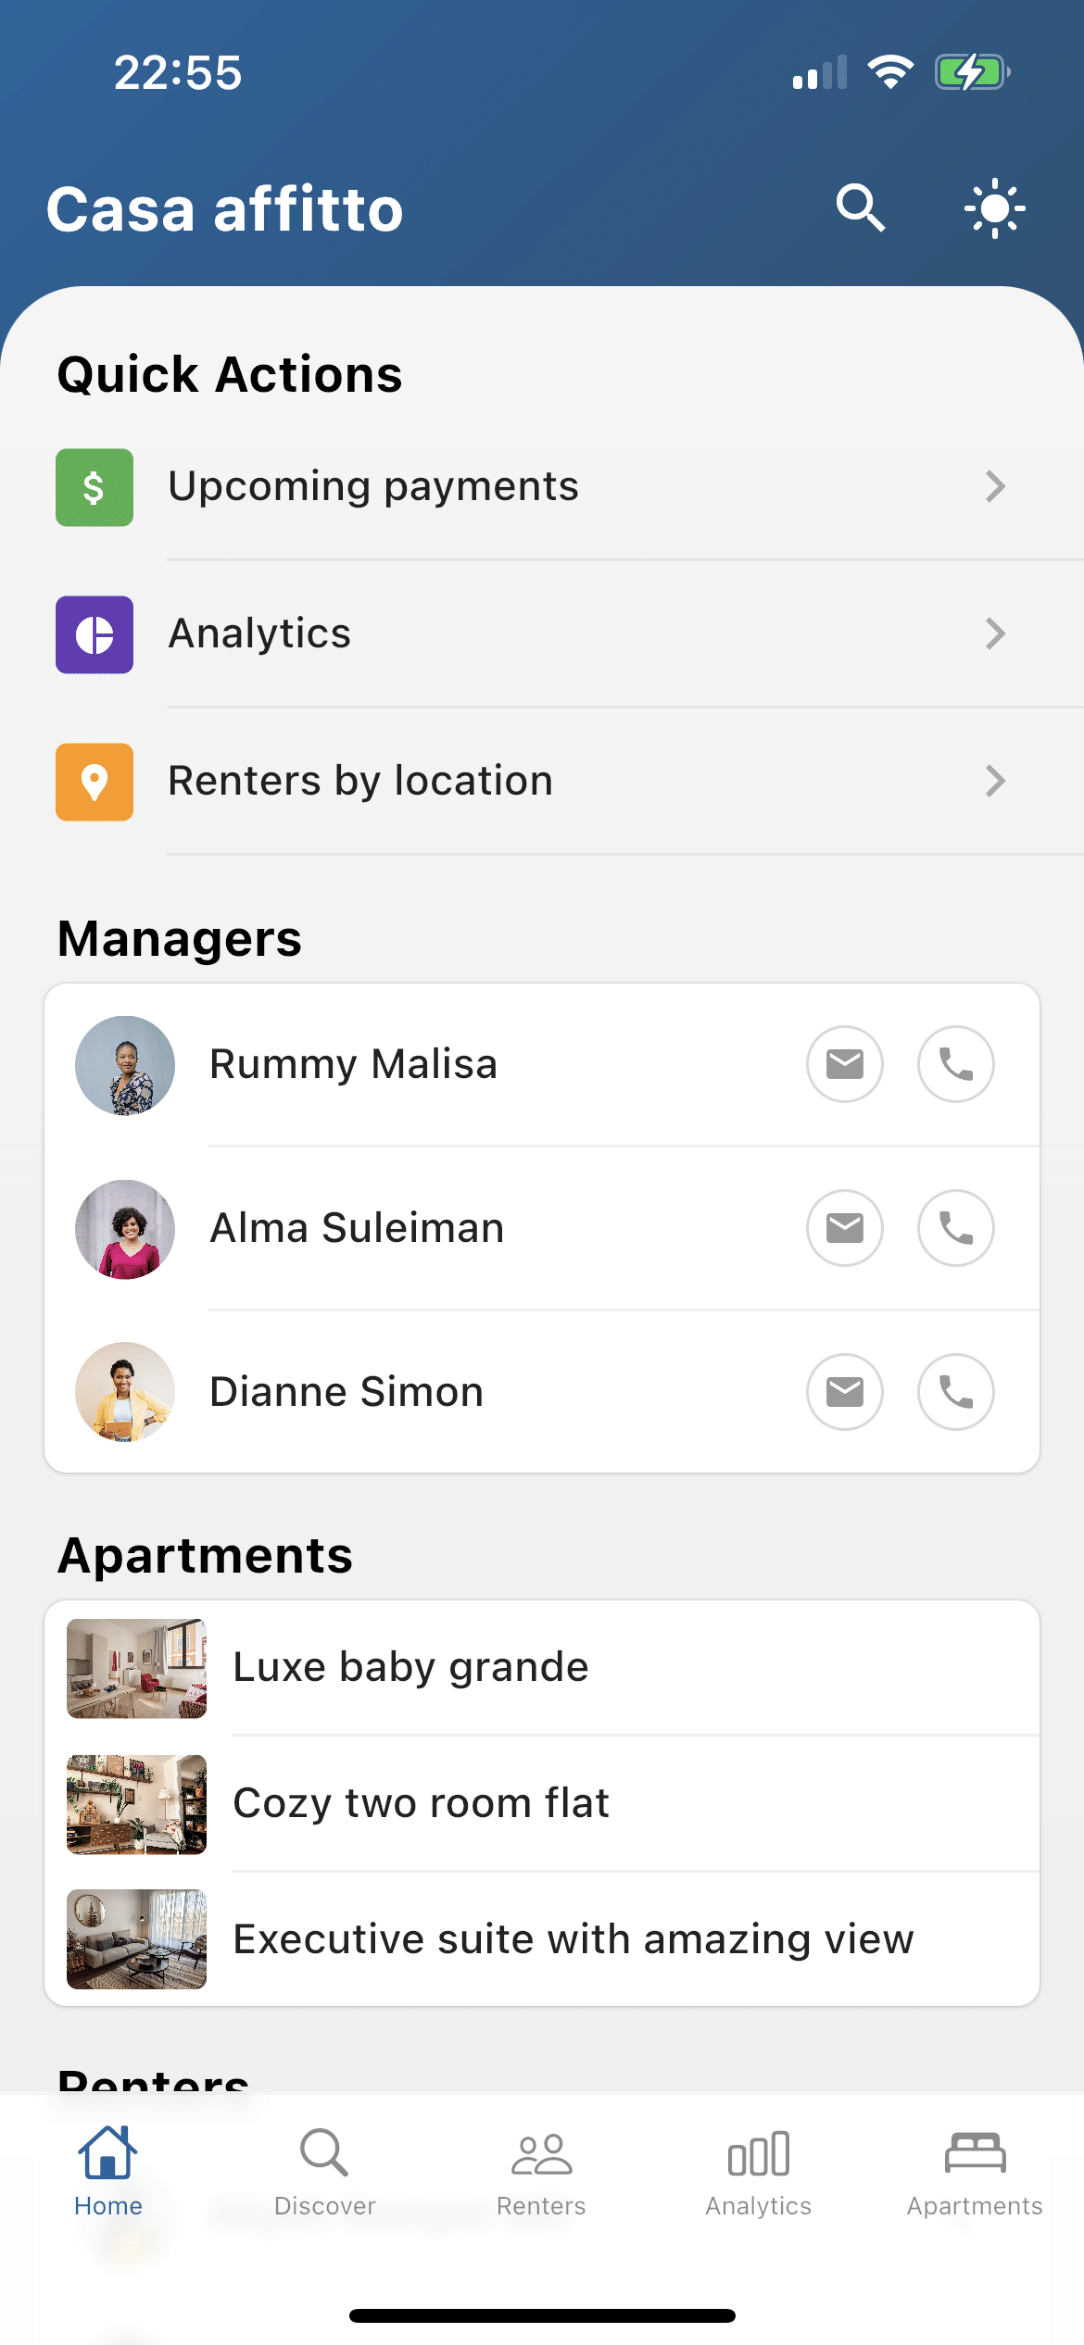 22:55
Casa affitto
Quick Actions
$
Upcoming payments
Analytics
Renters by location
Managers
Rummy Malisa
Alma Suleiman
Dianne Simon
Apartments
Luxe baby grande
Cozy two room flat
Executive suite with amazing view
Renters
Home
Discover
Renters
Analytics
Apartments